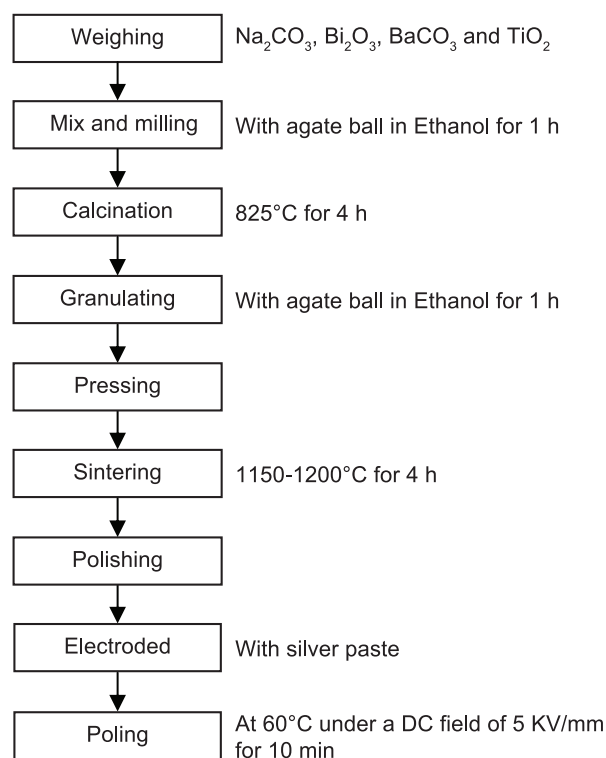 Weighing Na₂CO₃, Bi₂O₃, BaCO₃ and TiO₂
Mix and milling With agate ball in Ethanol for 1 h
Calcination 825°C for 4 h
Granulating With agate ball in Ethanol for 1 h
Pressing
Sintering 1150-1200°C for 4 h
Polishing
Electroded With silver paste
Poling At 60°C under a DC field of 5 KV/mm
for 10 min